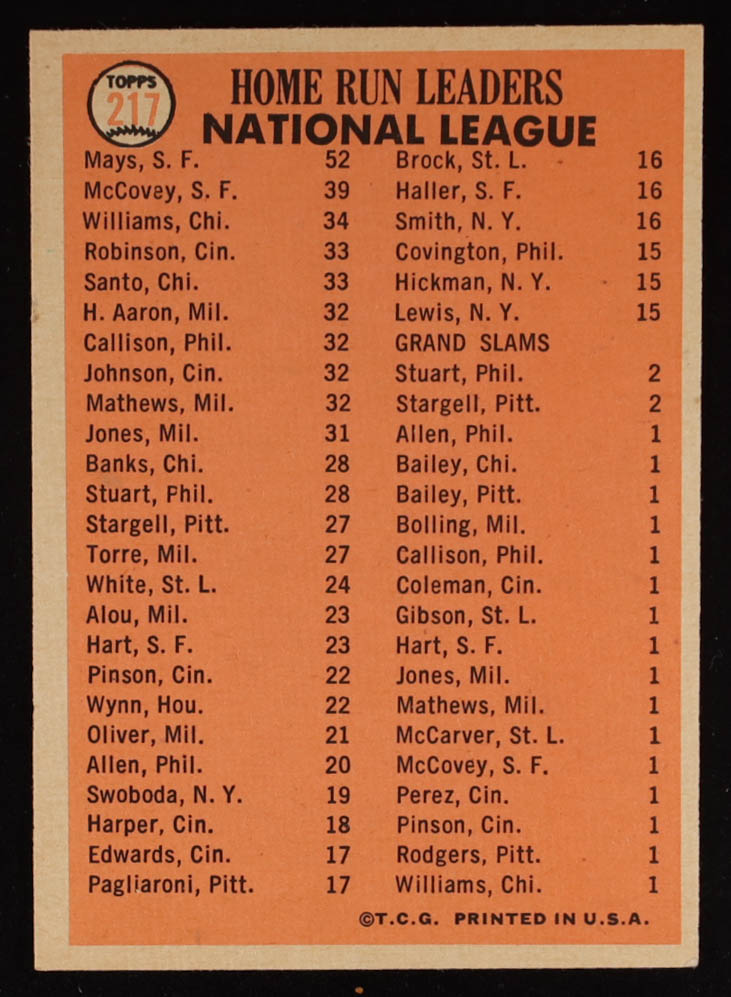 TOPPS
217
HOME RUN LEADERS
NATIONAL LEAGUE
Mays, S. F. 52
McCovey, S. F. 39
Williams, Chi. 34
Robinson, Cin. 33
Santo, Chi. 33
H. Aaron, Mil. 32
Callison, Phil. 32
Johnson, Cin. 32
Mathews, Mil. 32
Jones, Mil. 31
Banks, Chi. 28
Stuart, Phil. 28
Stargell, Pitt. 27
Torre, Mil. 27
White, St. L. 24
Alou, Mil. 23
Hart, S. F. 23
Pinson, Cin. 22
Wynn, Hou. 22
Oliver, Mil. 21
Allen, Phil. 20
Swoboda, N. Y. 19
Harper, Cin. 18
Edwards, Cin. 17
Pagliaroni, Pitt. 17
Brock, St. L. 16
Haller, S. F. 16
Smith, N. Y. 16
Covington, Phil. 15
Hickman, N. Y. 15
Lewis, N. Y. 15
GRAND SLAMS
Stuart, Phil. 2
Stargell, Pitt. 2
Allen, Phil. 1
Bailey, Chi. 1
Bailey, Pitt. 1
Bolling, Mil. 1
Callison, Phil. 1
Coleman, Cin. 1
Gibson, St. L. 1
Hart, S. F. 1
Jones, Mil. 1
Mathews, Mil. 1
McCarver, St. L. 1
McCovey, S. F. 1
Perez, Cin. 1
Pinson, Cin. 1
Rodgers, Pitt. 1
Williams, Chi. 1
©T.C.G. PRINTED IN U.S.A.